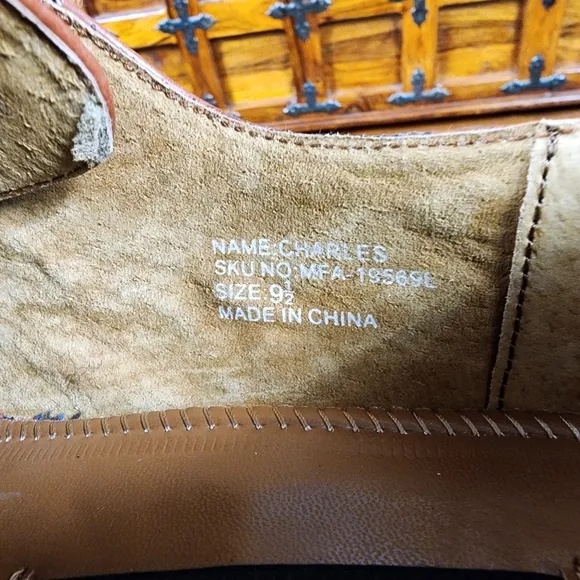 NAME:CHARLES
SKU NO:MFA-19569L
SIZE:9½
MADE IN CHINA